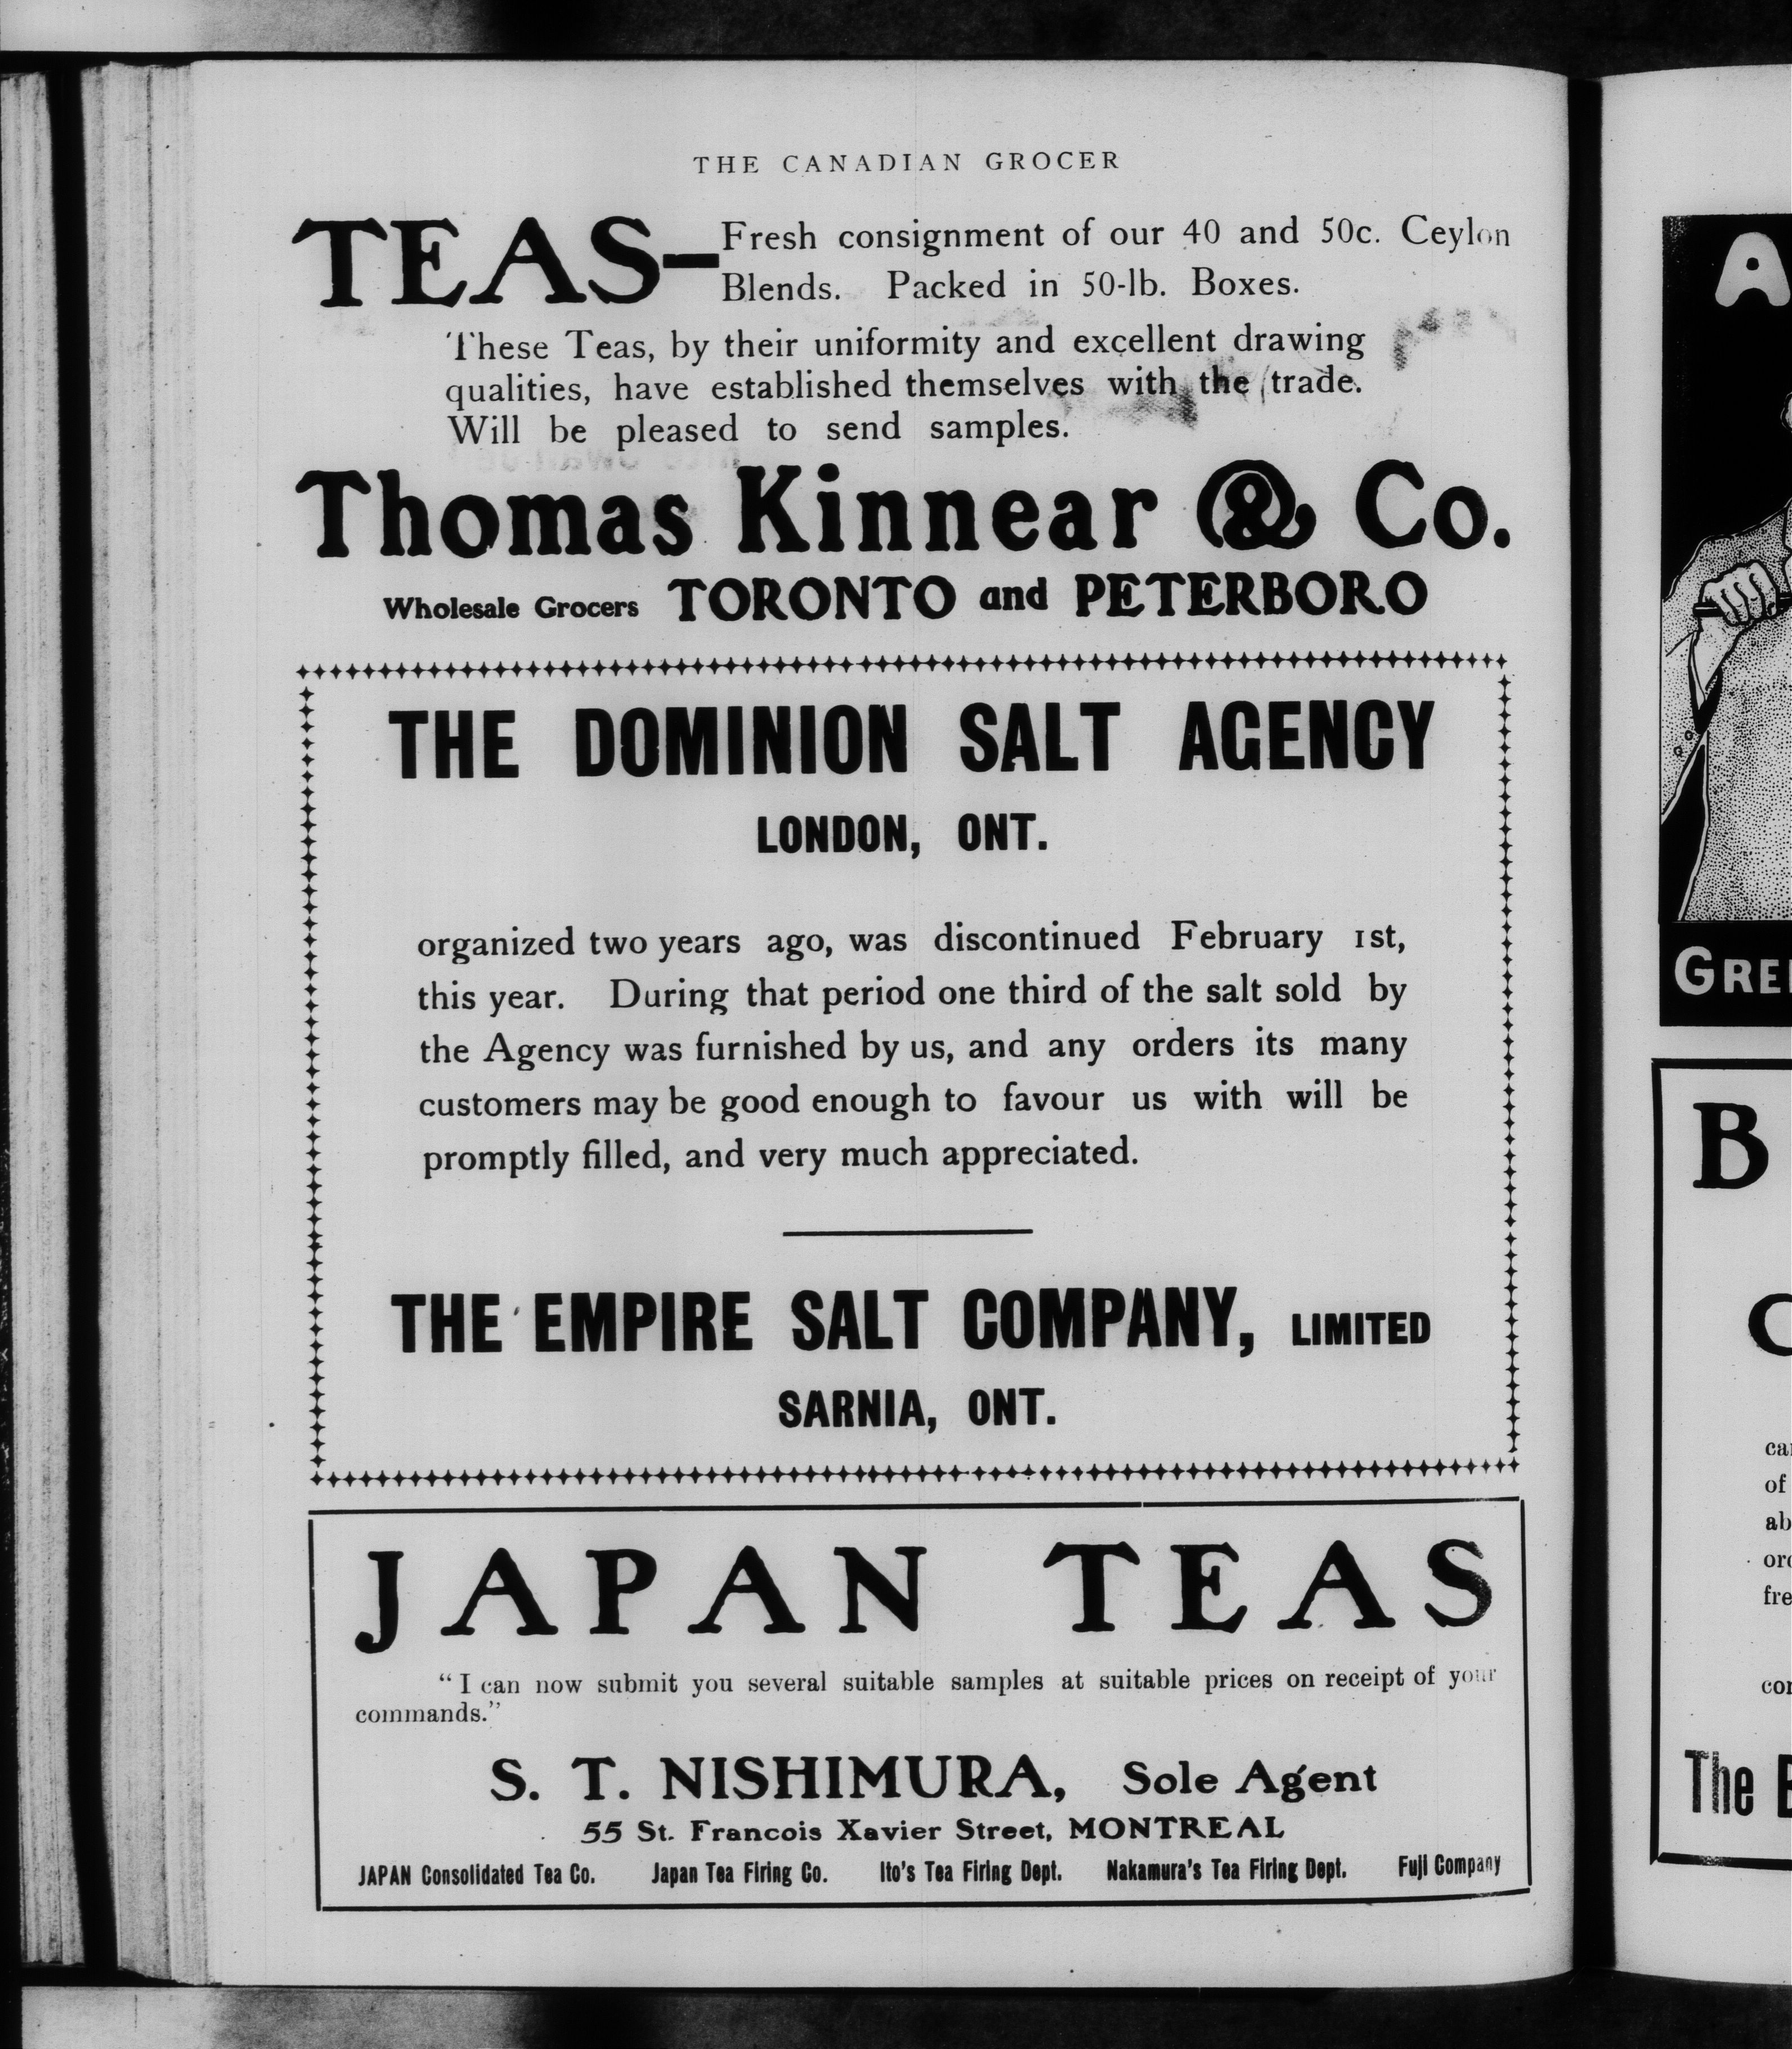 THE CANADIAN GROCER
TEAS—Fresh consignment of our 40 and 50c. Ceylon
Blends. Packed in 50-lb. Boxes.
These Teas, by their uniformity and excellent drawing
qualities, have established themselves with the trade.
Will be pleased to send samples.
Thomas Kinnear & Co.
Wholesale Grocers TORONTO and PETERBORO
THE DOMINION SALT AGENCY
LONDON, ONT.
organized two years ago, was discontinued February 1st,
this year. During that period one third of the salt sold by
the Agency was furnished by us, and any orders its many
customers may be good enough to favour us with will be
promptly filled, and very much appreciated.
THE EMPIRE SALT COMPANY, LIMITED
SARNIA, ONT.
JAPAN TEAS
“I can now submit you several suitable samples at suitable prices on receipt of your
commands.”
S. T. NISHIMURA, Sole Agent
55 St. Francois Xavier Street, MONTREAL
JAPAN Consolidated Tea Co. Japan Tea Firing Co. Ito's Tea Firing Dept. Nakamura's Tea Firing Dept. Fuji Company
A
GRE
B
C
ca
of
ab
or
fre
co
The